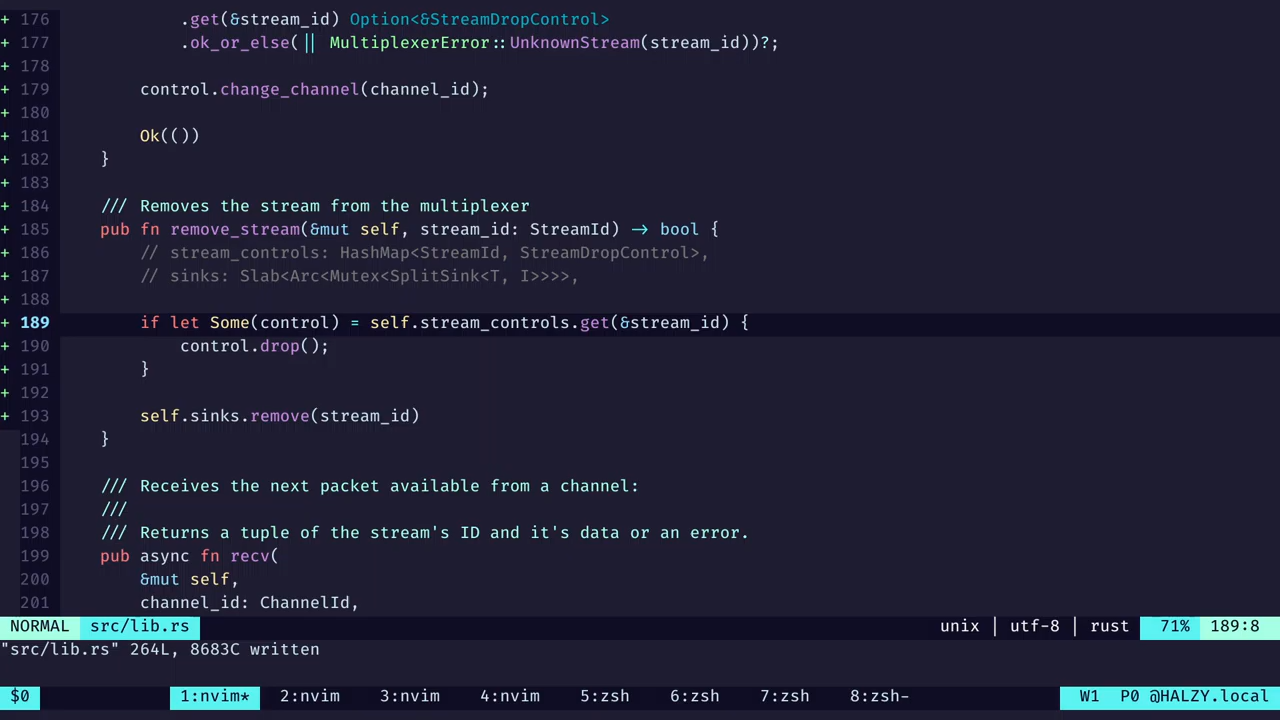 + 176             .get(&stream_id) Option<&StreamDropControl>
+ 177             .ok_or_else(|| MultiplexerError::UnknownStream(stream_id))?;
+ 178
+ 179         control.change_channel(channel_id);
+ 180
+ 181         Ok(())
+ 182     }
+ 183
+ 184     /// Removes the stream from the multiplexer
+ 185     pub fn remove_stream(&mut self, stream_id: StreamId) -> bool {
+ 186         // stream_controls: HashMap<StreamId, StreamDropControl>,
+ 187         // sinks: Slab<Arc<Mutex<SplitSink<T, I>>>>,
+ 188
+ 189         if let Some(control) = self.stream_controls.get(&stream_id) {
+ 190             control.drop();
+ 191         }
+ 192
+ 193         self.sinks.remove(stream_id)
194     }
195
196     /// Receives the next packet available from a channel:
197     ///
198     /// Returns a tuple of the stream's ID and it's data or an error.
199     pub async fn recv(
200         &mut self,
201         channel_id: ChannelId,
NORMAL src/lib.rs unix | utf-8 | rust 71% 189:8
"src/lib.rs" 264L, 8683C written
$0 1:nvim* 2:nvim 3:nvim 4:nvim 5:zsh 6:zsh 7:zsh 8:zsh- W1 P0 @HALZY.local